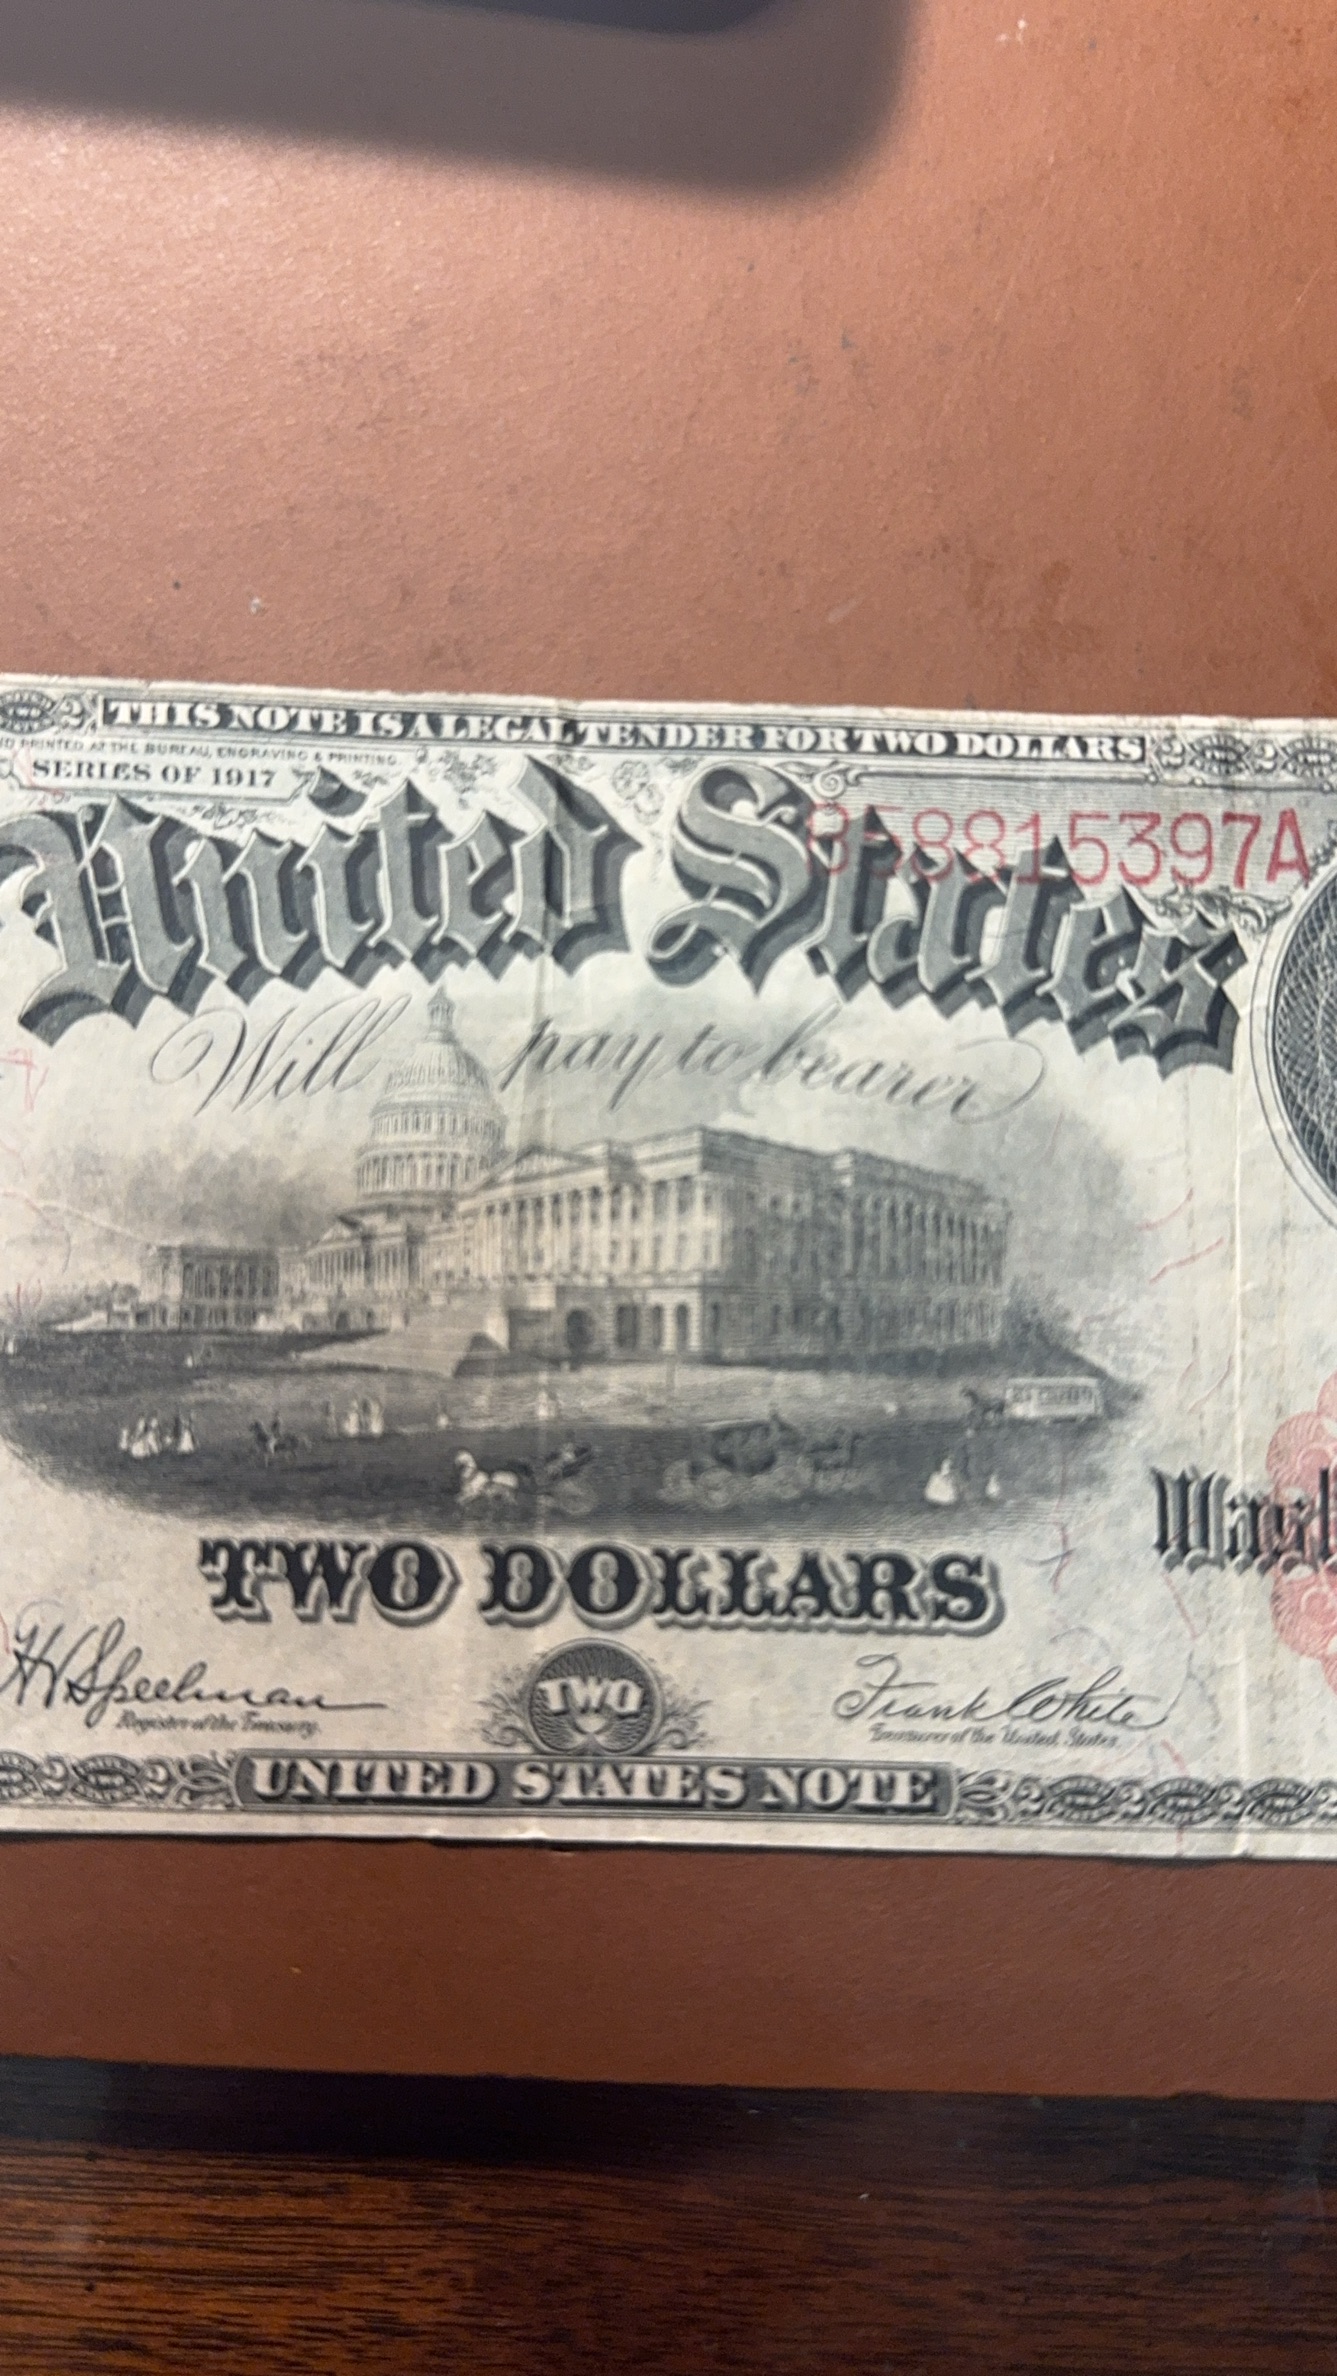 THIS NOTE IS A LEGAL TENDER FOR TWO DOLLARS
PRINTED AT THE BUREAU, ENGRAVING & PRINTING.
SERIES OF 1917
B58815397A
United States
Will pay to bearer
Wash
TWO DOLLARS
H V Speelman
Register of the Treasury.
TWO
Frank White
Treasurer of the United States.
UNITED STATES NOTE